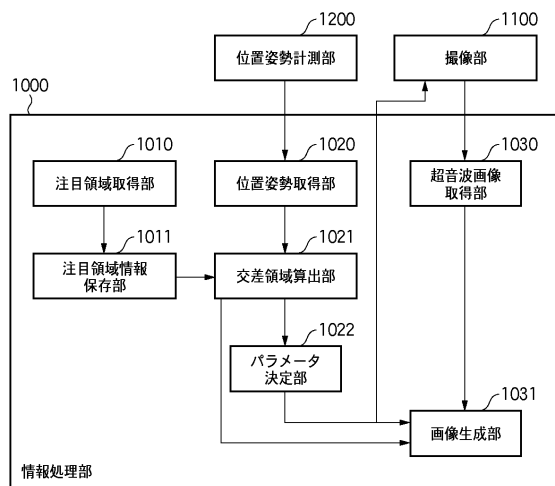 1200
1100
位置姿勢計測部
撮像部
1000
1010
1020
1030
注目領域取得部
位置姿勢取得部
超音波画像
取得部
1011
1021
注目領域情報
保存部
交差領域算出部
1022
パラメータ
決定部
1031
画像生成部
情報処理部